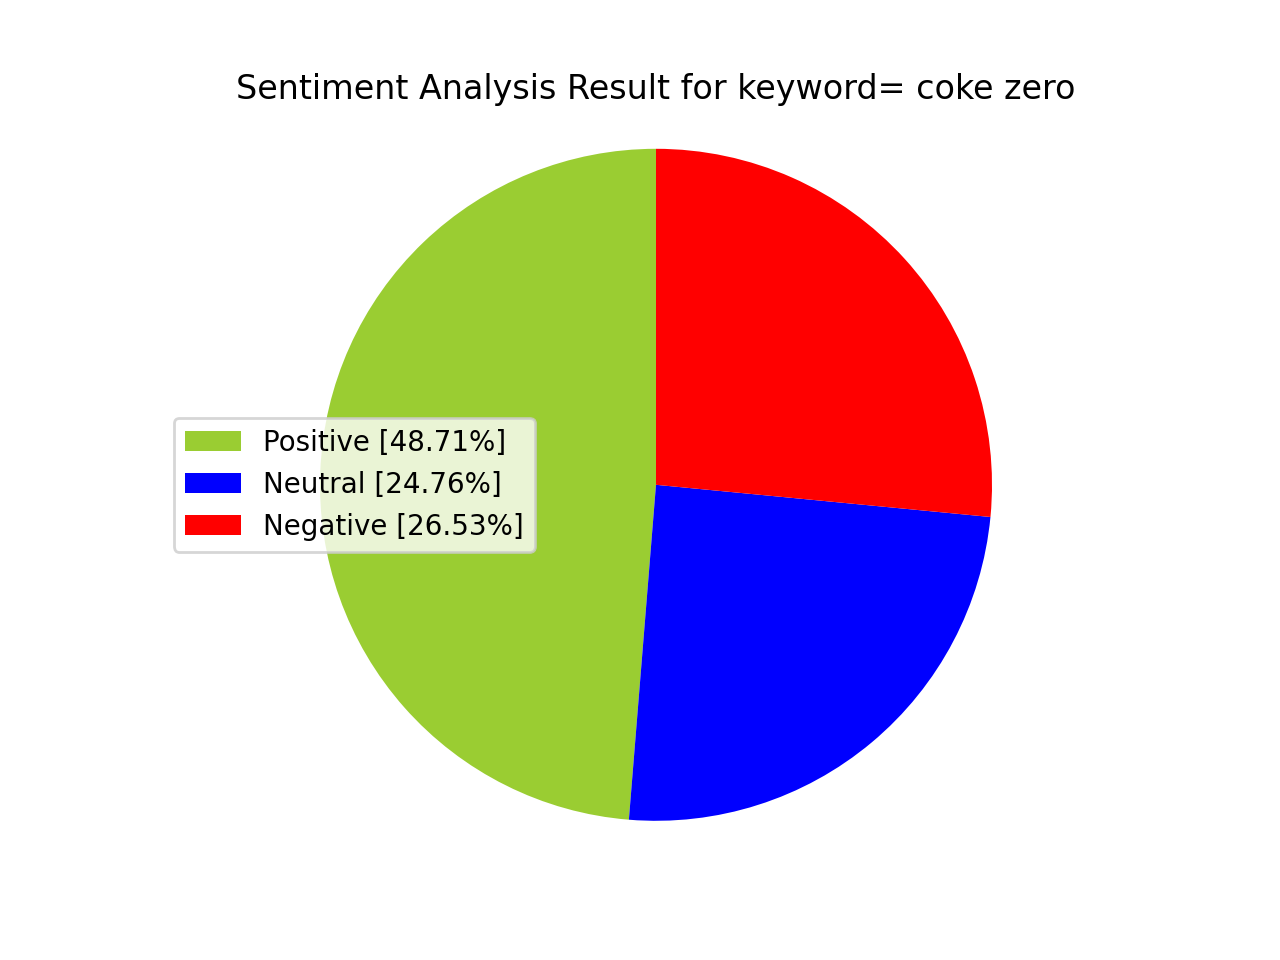 Sentiment Analysis Result for keyword= coke zero
Positive [48.71%]
Neutral [24.76%]
Negative [26.53%]